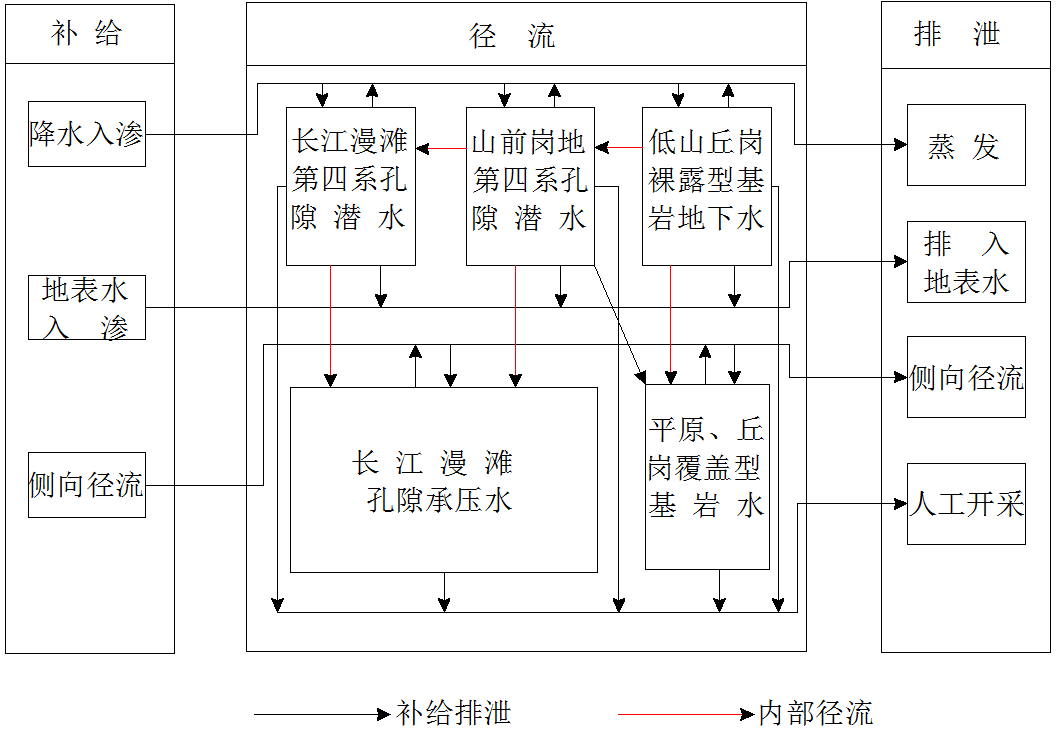 补 给
径 流
排 泄
降水入渗
地表水
入 渗
侧向径流
长江漫滩
第四系孔
隙 潜 水
山前岗地
第四系孔
隙 潜 水
低山丘岗
裸露型基
岩地下水
长 江 漫 滩
孔隙承压水
平原、丘
岗覆盖型
基 岩 水
蒸 发
排 入
地表水
侧向径流
人工开采
补给排泄
内部径流